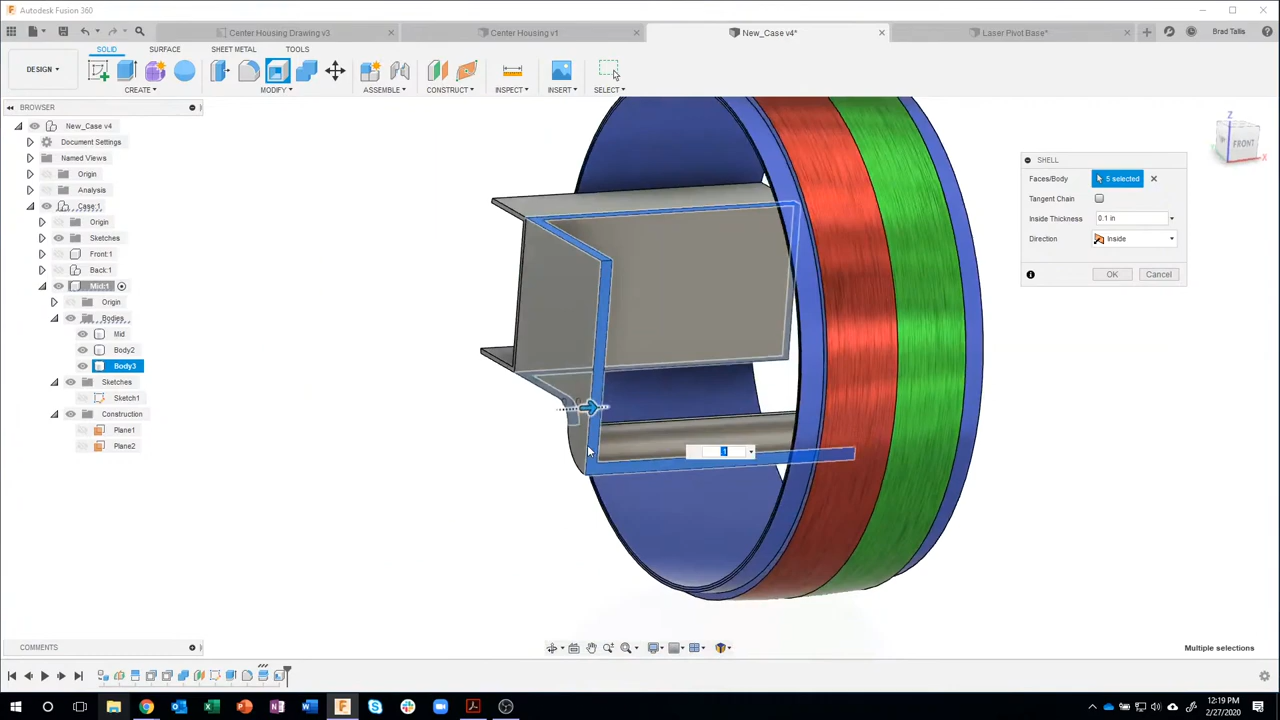 Autodesk Fusion 360
Center Housing Drawing v3
Center Housing v1
New_Case v4*
Laser Pivot Base*
Brad Tallis
DESIGN
SOLID
SURFACE
SHEET METAL
TOOLS
CREATE
MODIFY
ASSEMBLE
CONSTRUCT
INSPECT
INSERT
SELECT
BROWSER
New_Case v4
Document Settings
Named Views
Origin
Analysis
Case:1
Origin
Sketches
Front:1
Back:1
Mid:1
Origin
Bodies
Mid
Body2
Body3
Sketches
Sketch1
Construction
Plane1
Plane2
Z
FRONT
X
SHELL
Faces/Body
5 selected
Tangent Chain
Inside Thickness
0.1 in
Direction
Inside
OK
Cancel
COMMENTS
Multiple selections
12:19 PM
2/27/2020